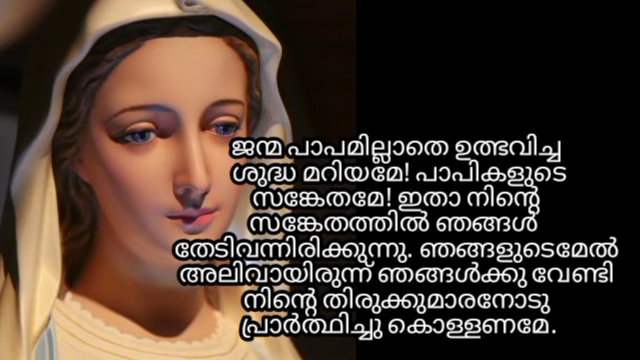 ജന്മ പാപമില്ലാതെ ഉത്ഭവിച്ച
ശുദ്ധ മറിയമേ! പാപികളുടെ
സങ്കേതമേ! ഇതാ നിന്റെ
സങ്കേതത്തിൽ ഞങ്ങൾ
തേടിവന്നിരിക്കുന്നു. ഞങ്ങളുടെമേൽ
അലിവായിരുന്ന് ഞങ്ങൾക്കു വേണ്ടി
നിന്റെ തിരുക്കുമാരനോടു
പ്രാർത്ഥിച്ചു കൊള്ളണമേ.